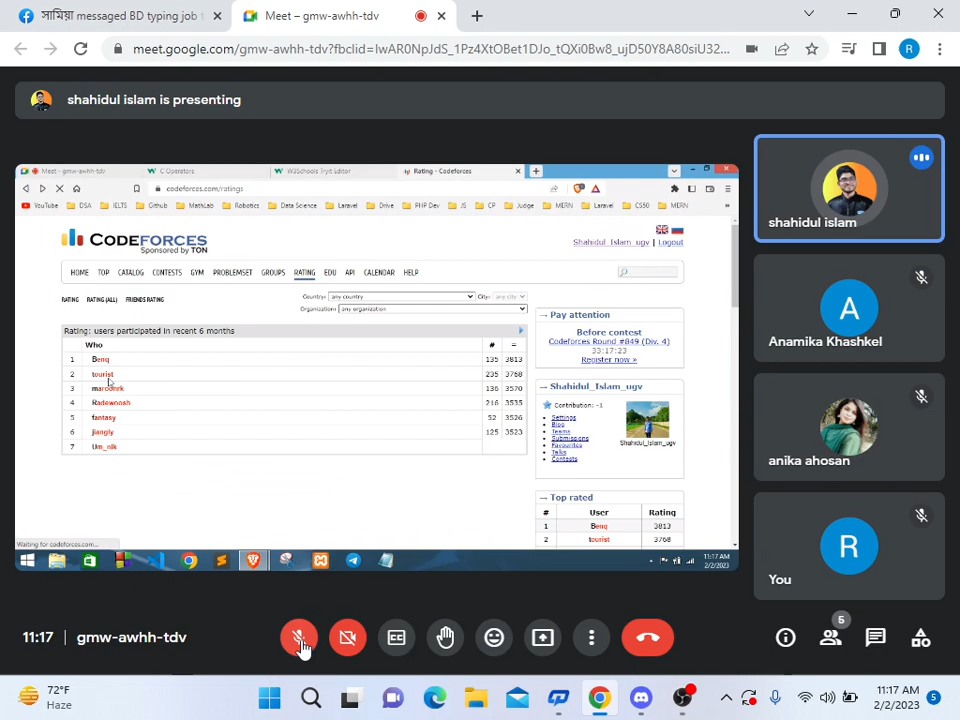 সামিয়া messaged BD typing job t
Meet – gmw-awhh-tdv
meet.google.com/gmw-awhh-tdv?fbclid=IwAR0NpJdS_1Pz4XtOBet1DJo_tQXi0Bw8_ujD50Y8A80siU32...
R
shahidul islam is presenting
Meet - gmw-awhh-tdv
C Operators
W3Schools Tryit Editor
Rating - Codeforces
codeforces.com/ratings
YouTube DSA IELTS Github MathLab Robotics Data Science Laravel Drive PHP Dev JS CP Judge MERN Laravel CS50 MERN
CODEFORCES
Sponsored by TON
Shahidul_Islam_ugv | Logout
HOME TOP CATALOG CONTESTS GYM PROBLEMSET GROUPS RATING EDU API CALENDAR HELP
RATING RATING (ALL) FRIENDS RATING
Country: any country City: any city
Organization: any organization
Rating: users participated in recent 6 months
Who # =
1 Benq 135 3813
2 tourist 235 3768
3 maroonrk 136 3570
4 Radewoosh 216 3535
5 fantasy 52 3526
6 jiangly 125 3523
7 Um_nik
→ Pay attention
Before contest
Codeforces Round #849 (Div. 4)
33:17:23
Register now »
→ Shahidul_Islam_ugv
Contribution: -1
Settings
Blog
Teams
Submissions
Favourites
Talks
Contests
Shahidul_Islam_ugv
→ Top rated
# User Rating
1 Benq 3813
2 tourist 3768
Waiting for codeforces.com...
11:17 AM
2/2/2023
shahidul islam
A
Anamika Khashkel
anika ahosan
R
You
11:17 | gmw-awhh-tdv
5
72°F
Haze
11:17 AM
2/2/2023
5